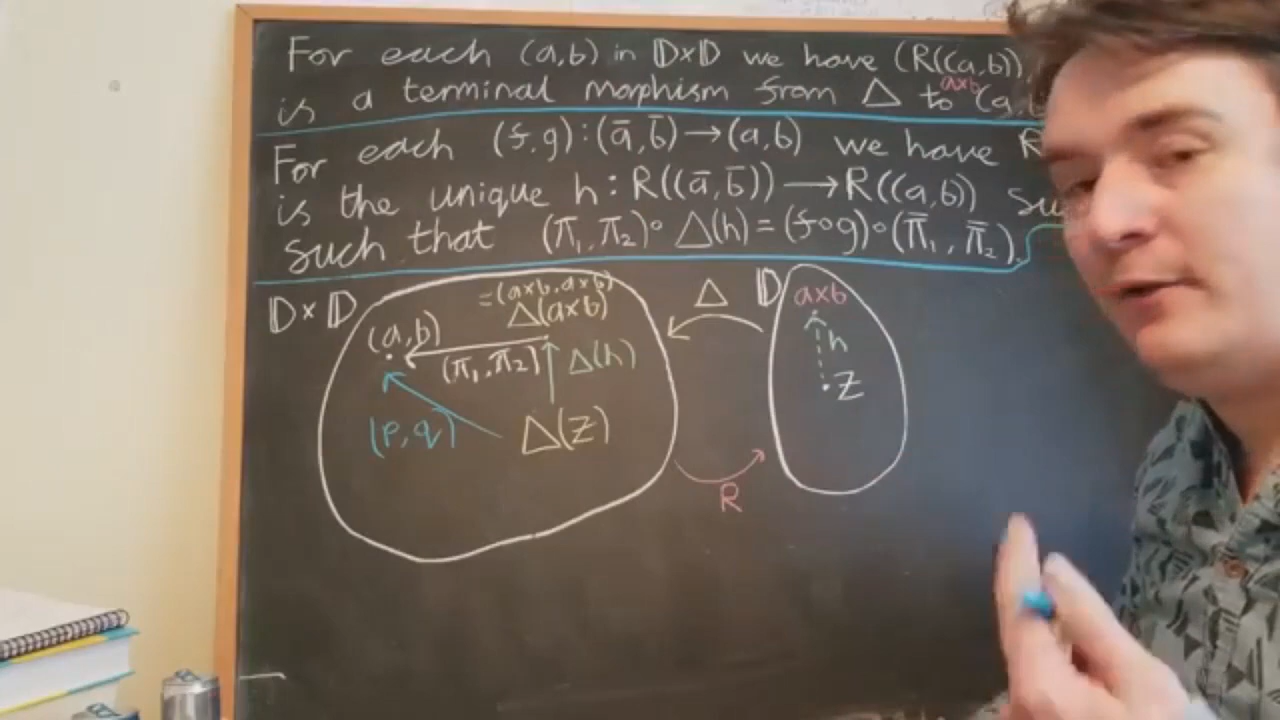 For each (a,b) in 𝔻×𝔻 we have (R((a,b)),
is a terminal morphism from Δ to (a,b
a×b
For each (f,g):(ā,b̄)→(a,b) we have R
is the unique h: R((ā,b̄))→R((a,b)) su
such that (π₁,π₂)∘Δ(h)=(f∘g)∘(π̄₁,π̄₂).
𝔻×𝔻
=(a×b,a×b)
Δ(a×b)
(a,b)
(π₁,π₂)
Δ(h)
(p,q)
Δ(z)
Δ
R
𝔻
a×b
h
z